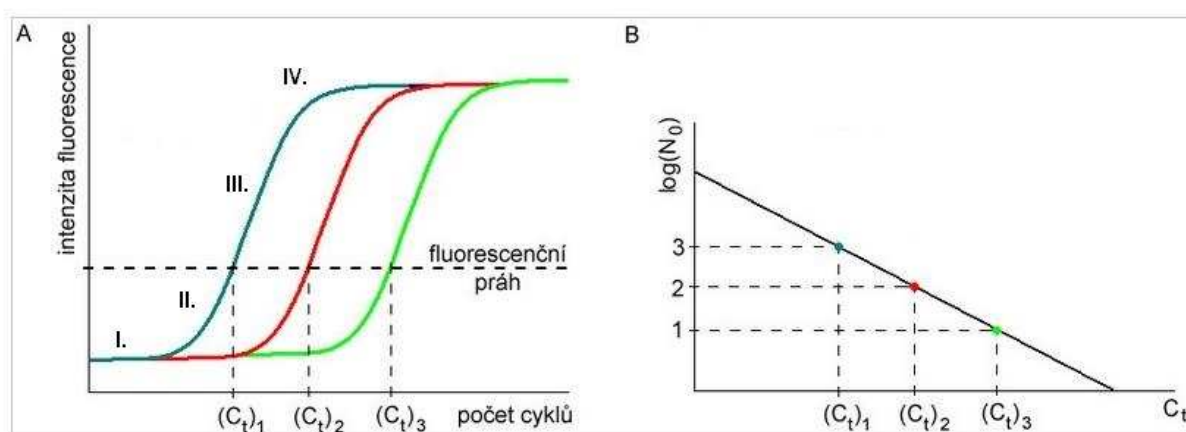 A
intenzita fluorescence
IV.
III.
II.
I.
fluorescenční
práh
(Cₜ)₁
(Cₜ)₂
(Cₜ)₃
počet cyklů
B
log(N₀)
3
2
1
(Cₜ)₁
(Cₜ)₂
(Cₜ)₃
Cₜ